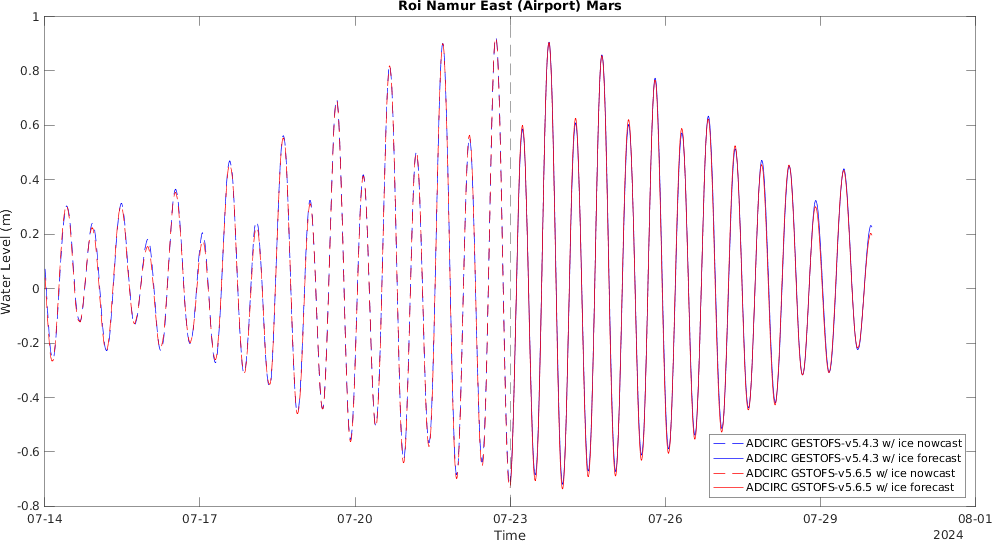 Roi Namur East (Airport) Mars
1
0.8
0.6
0.4
0.2
0
-0.2
-0.4
-0.6
-0.8
Water Level (m)
ADCIRC GESTOFS-v5.4.3 w/ ice nowcast
ADCIRC GESTOFS-v5.4.3 w/ ice forecast
ADCIRC GSTOFS-v5.6.5 w/ ice nowcast
ADCIRC GSTOFS-v5.6.5 w/ ice forecast
07-14 07-17 07-20 07-23 07-26 07-29 08-01
Time
2024